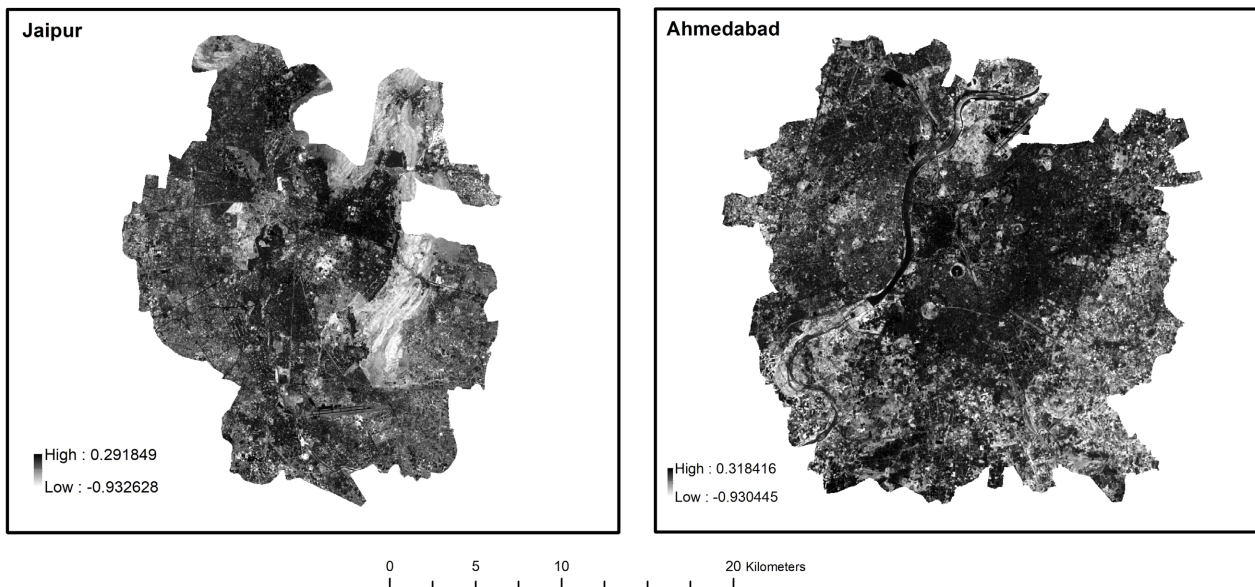 Jaipur
High : 0.291849
Low : -0.932628
Ahmedabad
High : 0.318416
Low : -0.930445
0 5 10 20 Kilometers